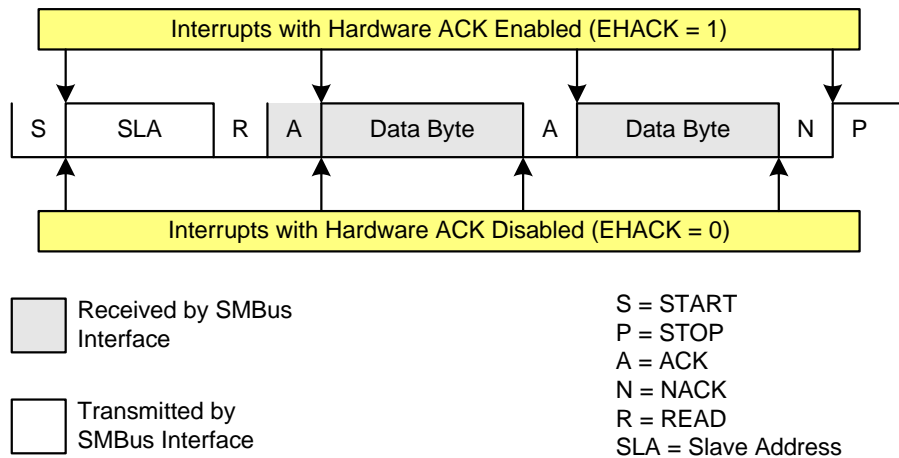 Interrupts with Hardware ACK Enabled (EHACK = 1)
S SLA R A Data Byte A Data Byte N P
Interrupts with Hardware ACK Disabled (EHACK = 0)
Received by SMBus
Interface
Transmitted by
SMBus Interface
S = START
P = STOP
A = ACK
N = NACK
R = READ
SLA = Slave Address